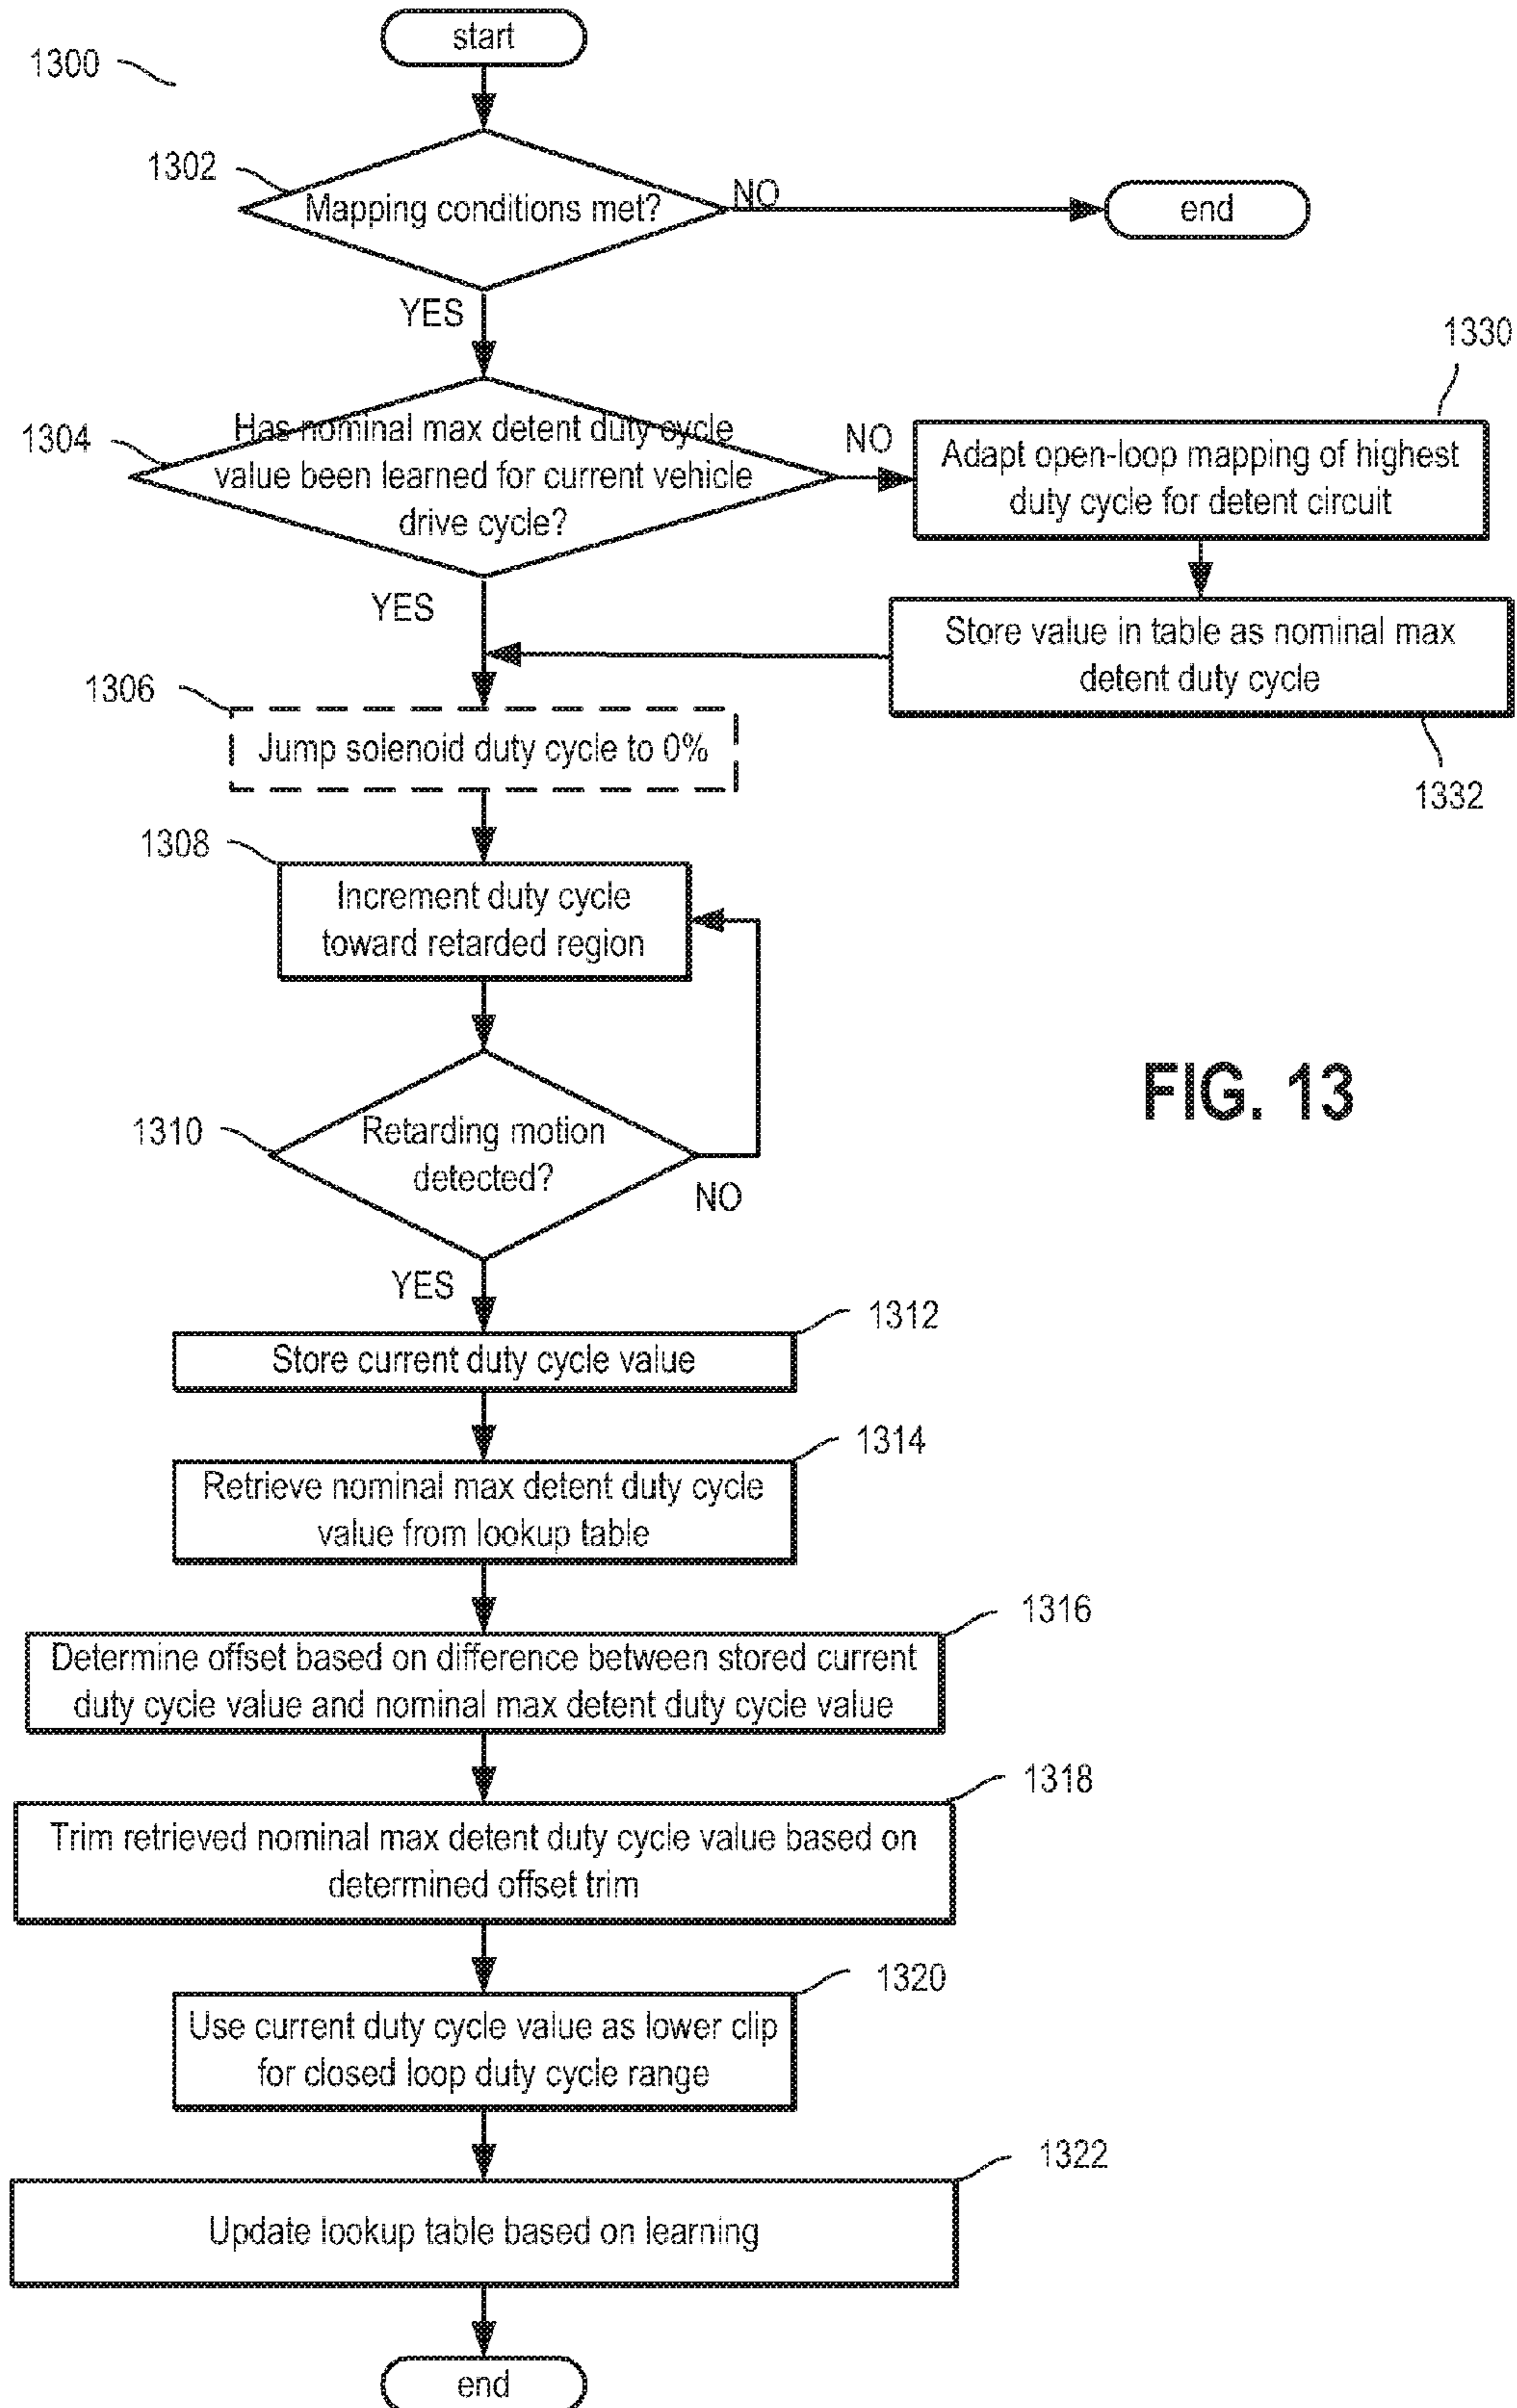 start
1300
1302
Mapping conditions met?
NO
end
YES
1330
1304
Has nominal max detent duty cycle
value been learned for current vehicle
drive cycle?
NO
Adapt open-loop mapping of highest
duty cycle for detent circuit
YES
Store value in table as nominal max
detent duty cycle
1332
1306
Jump solenoid duty cycle to 0%
1308
Increment duty cycle
toward retarded region
FIG. 13
1310
Retarding motion
detected?
NO
YES
1312
Store current duty cycle value
1314
Retrieve nominal max detent duty cycle
value from lookup table
1316
Determine offset based on difference between stored current
duty cycle value and nominal max detent duty cycle value
1318
Trim retrieved nominal max detent duty cycle value based on
determined offset trim
1320
Use current duty cycle value as lower clip
for closed loop duty cycle range
1322
Update lookup table based on learning
end